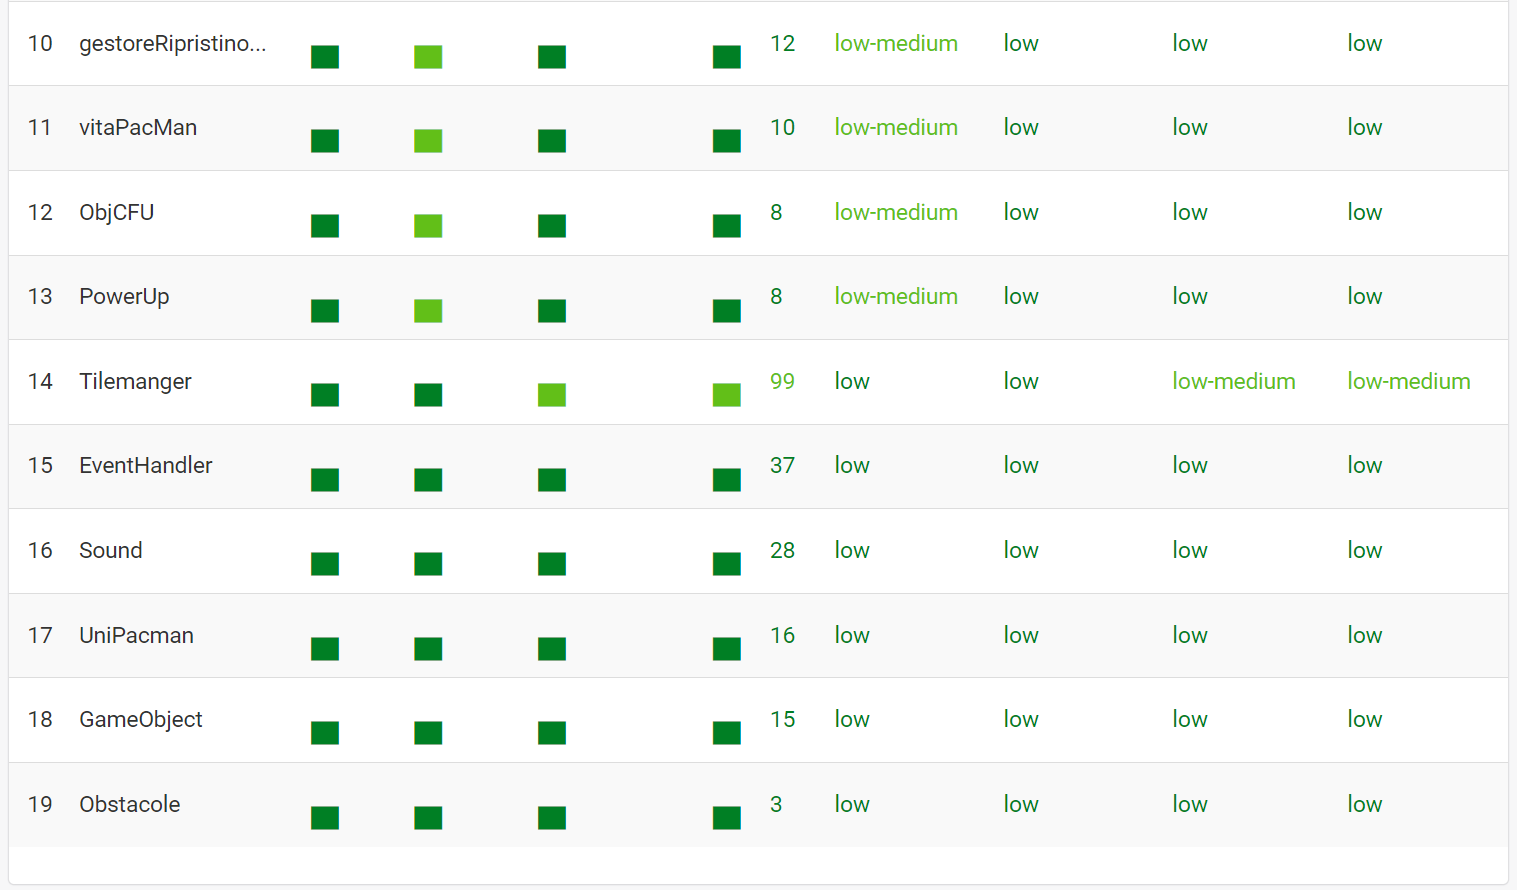 10 gestoreRipristino... 12 low-medium low low low
11 vitaPacMan 10 low-medium low low low
12 ObjCFU 8 low-medium low low low
13 PowerUp 8 low-medium low low low
14 Tilemanger 99 low low low-medium low-medium
15 EventHandler 37 low low low low
16 Sound 28 low low low low
17 UniPacman 16 low low low low
18 GameObject 15 low low low low
19 Obstacole 3 low low low low